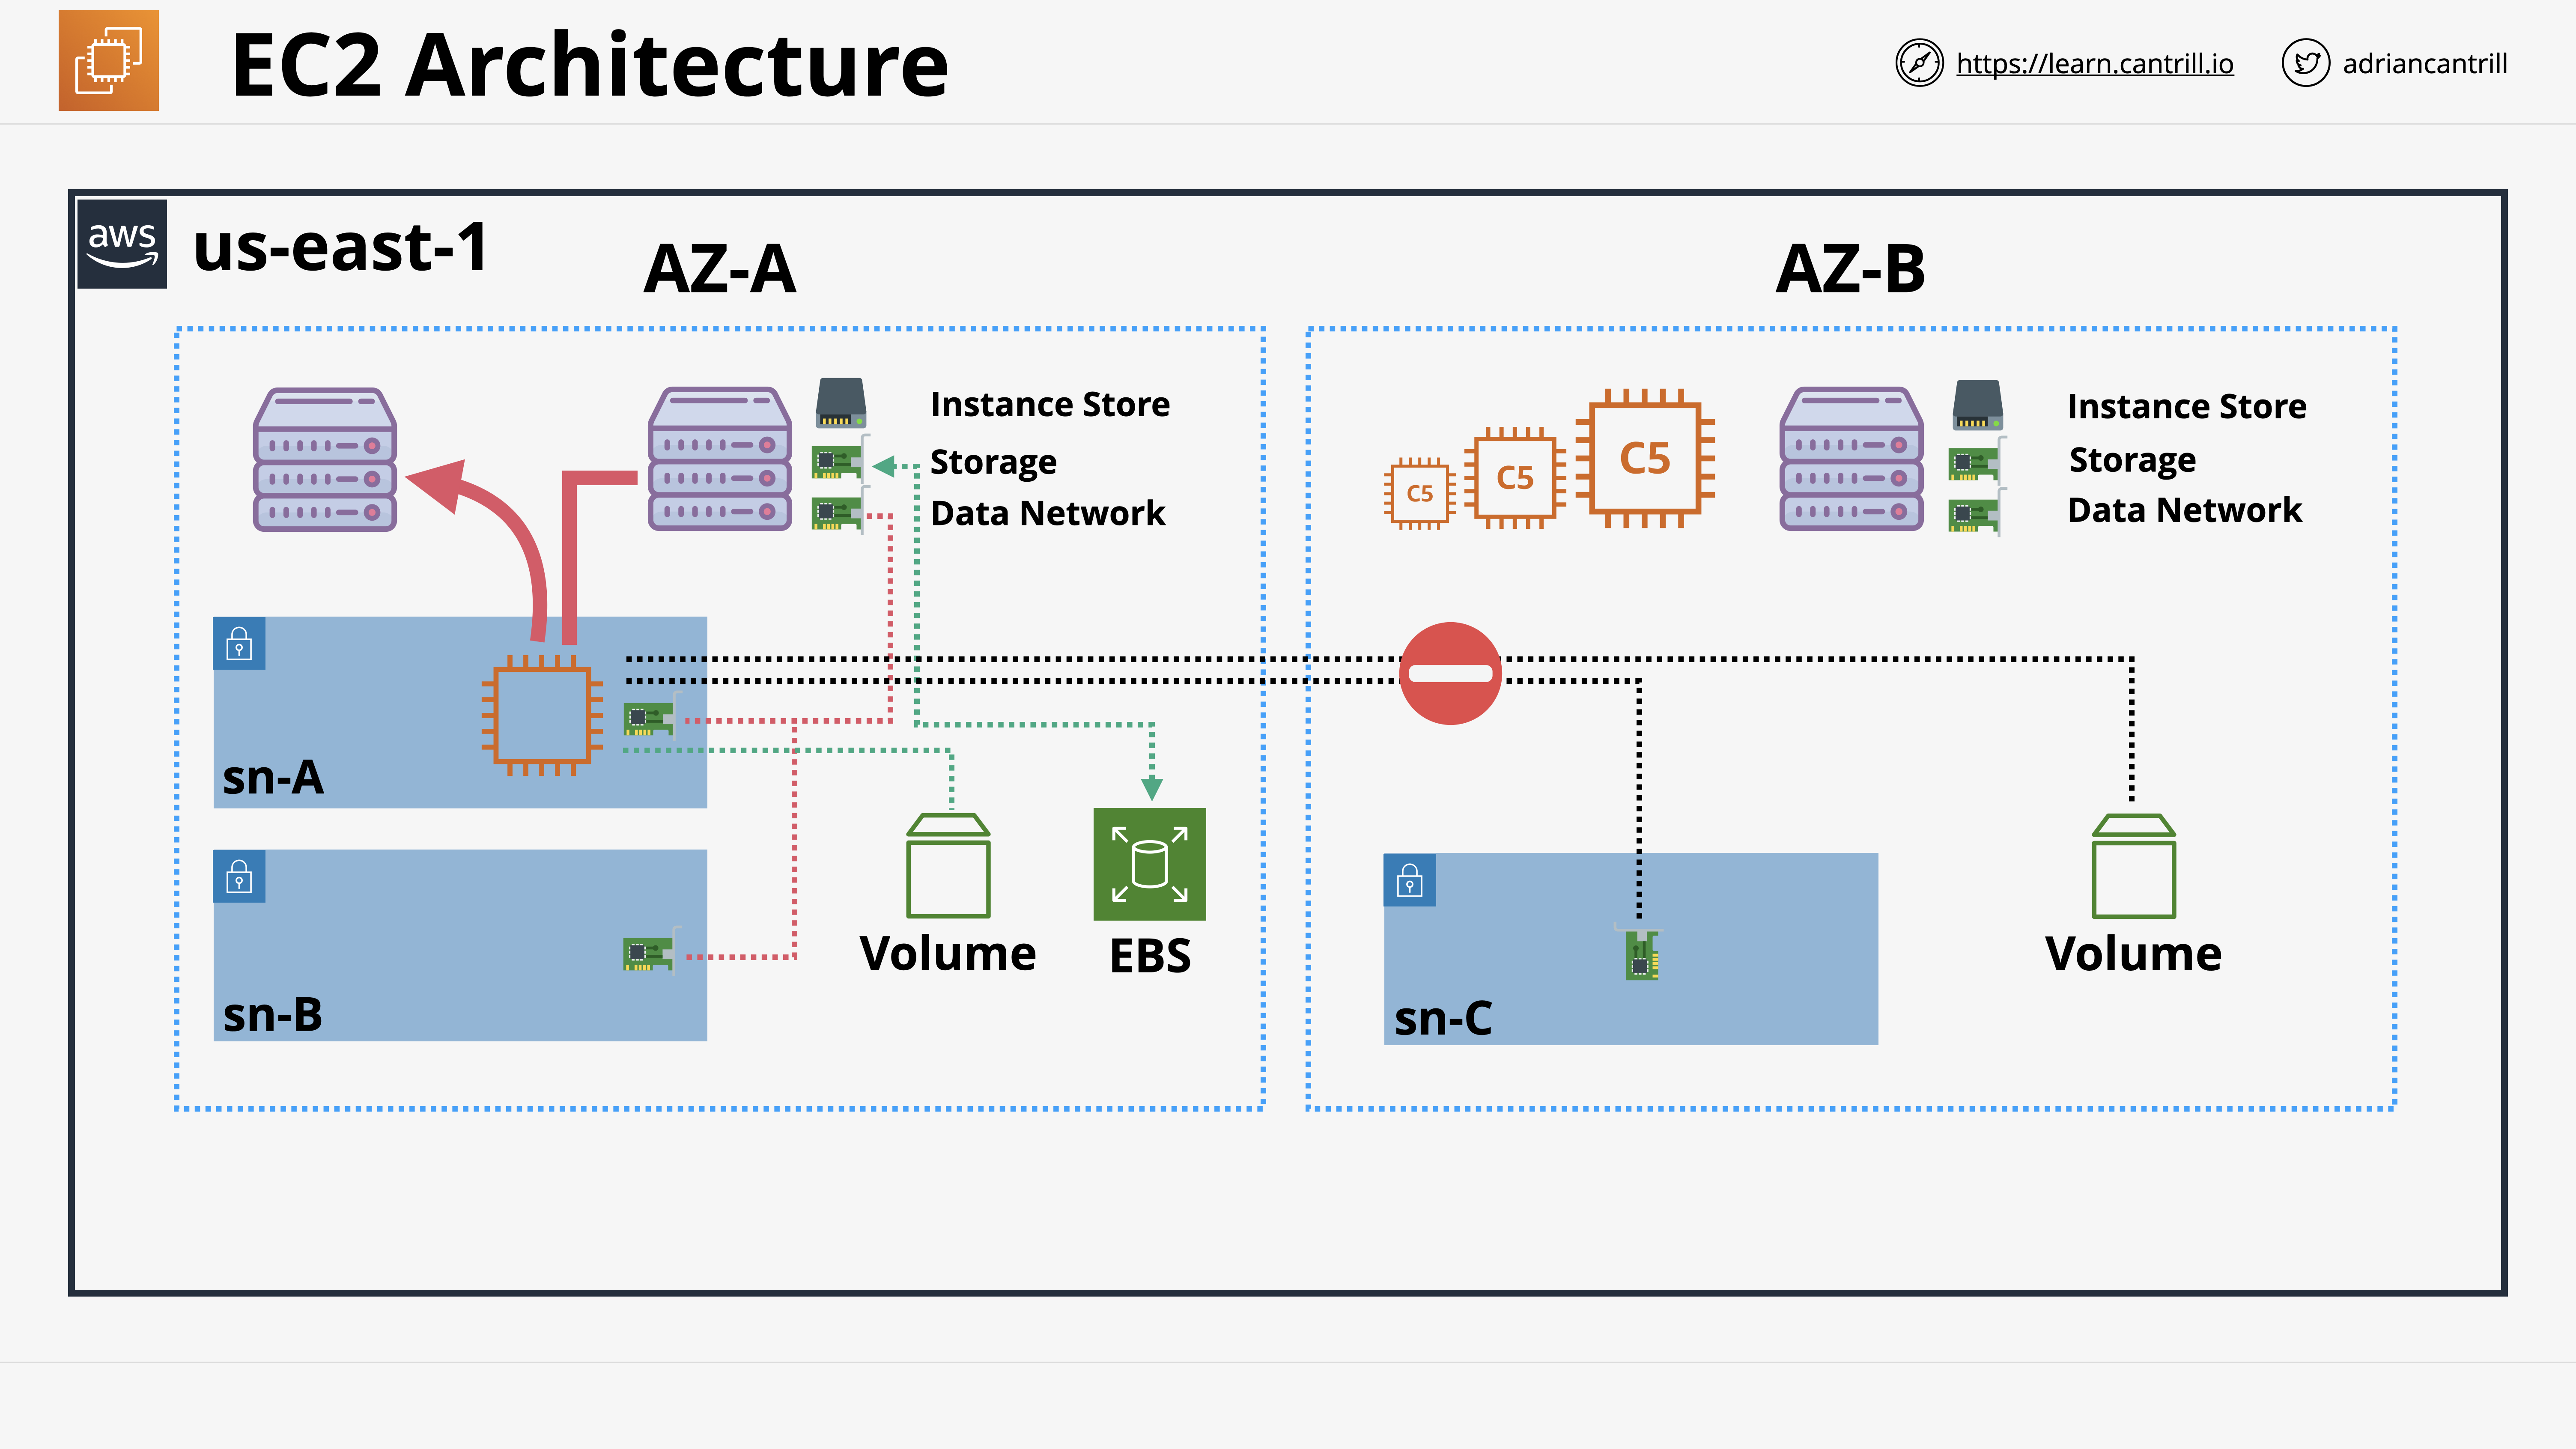 EC2 Architecture
https://learn.cantrill.io
adriancantrill
aws
us-east-1
AZ-A
AZ-B
Instance Store
Storage
Data Network
C5
C5
C5
Instance Store
Storage
Data Network
sn-A
sn-B
Volume
EBS
sn-C
Volume